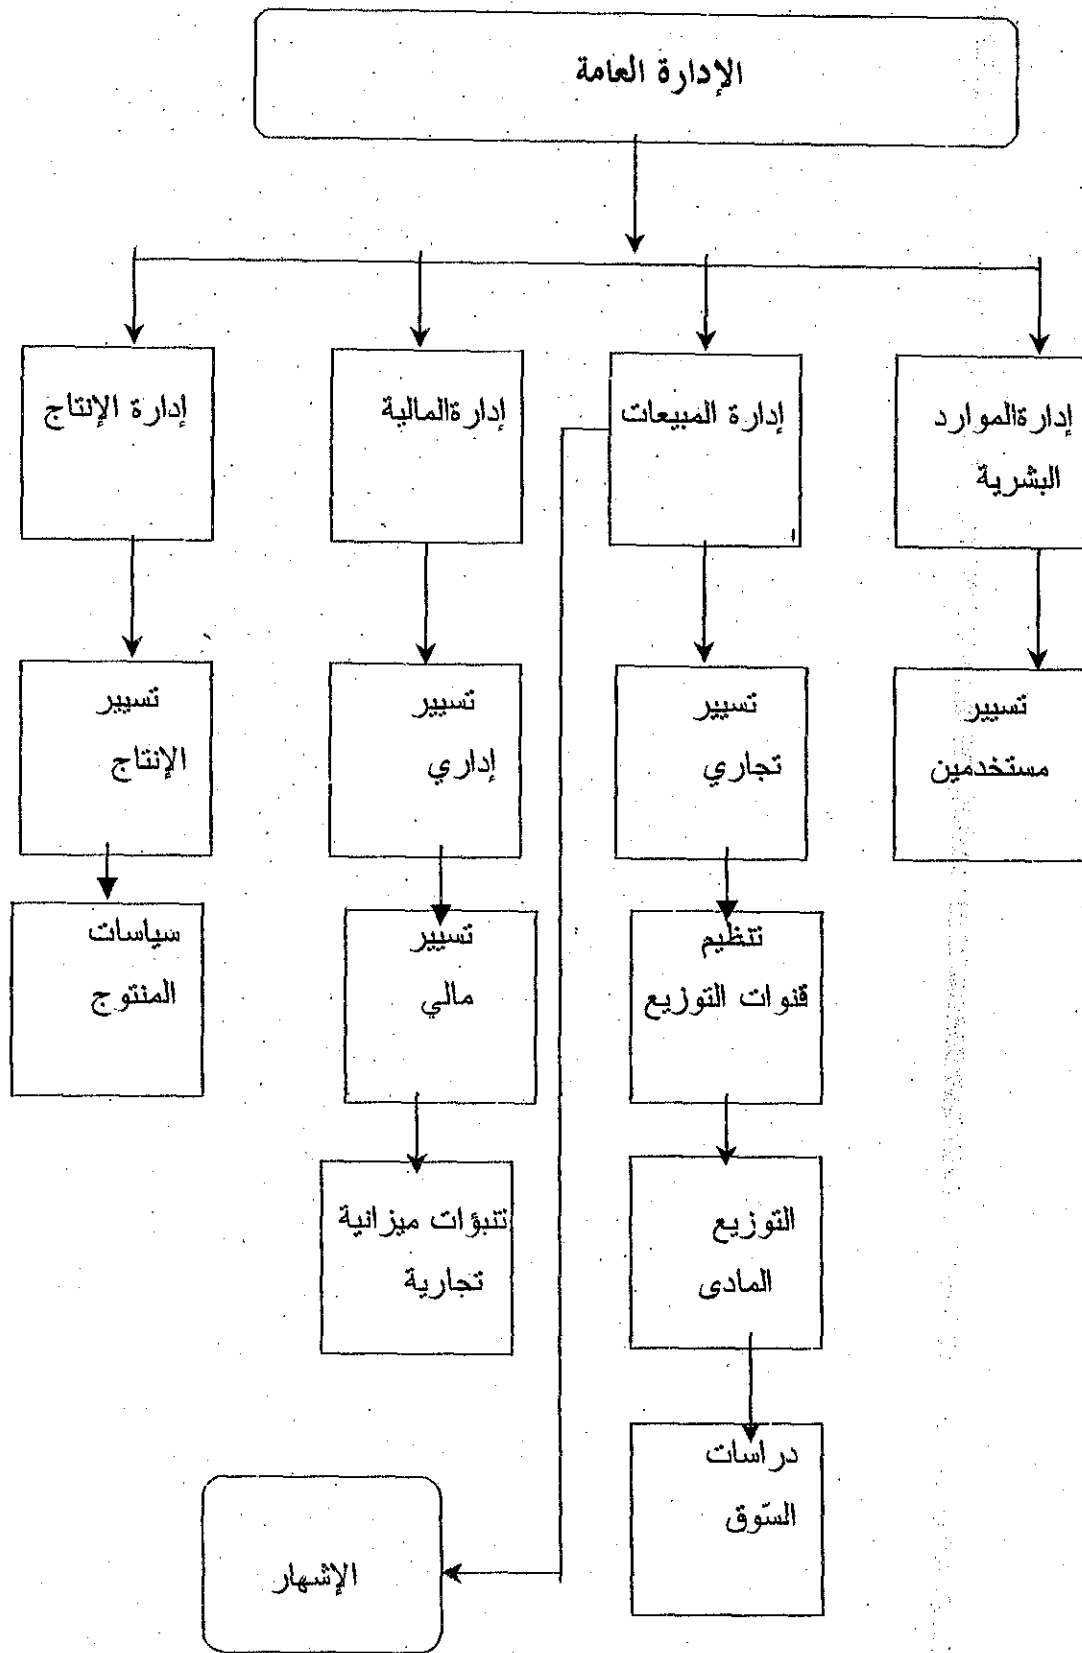 الإدارة العامة
إدارةالموارد
البشرية
إدارة المبيعات
إدارةالمالية
إدارة الإنتاج
تسيير
مستخدمين
تسيير
تجاري
تسيير
إداري
تسيير
الإنتاج
تنظيم
قنوات التوزيع
تسيير
مالي
سياسات
المنتوج
التوزيع
المادى
تنبؤات ميزانية
تجارية
دراسات
السّوق
الإشهار